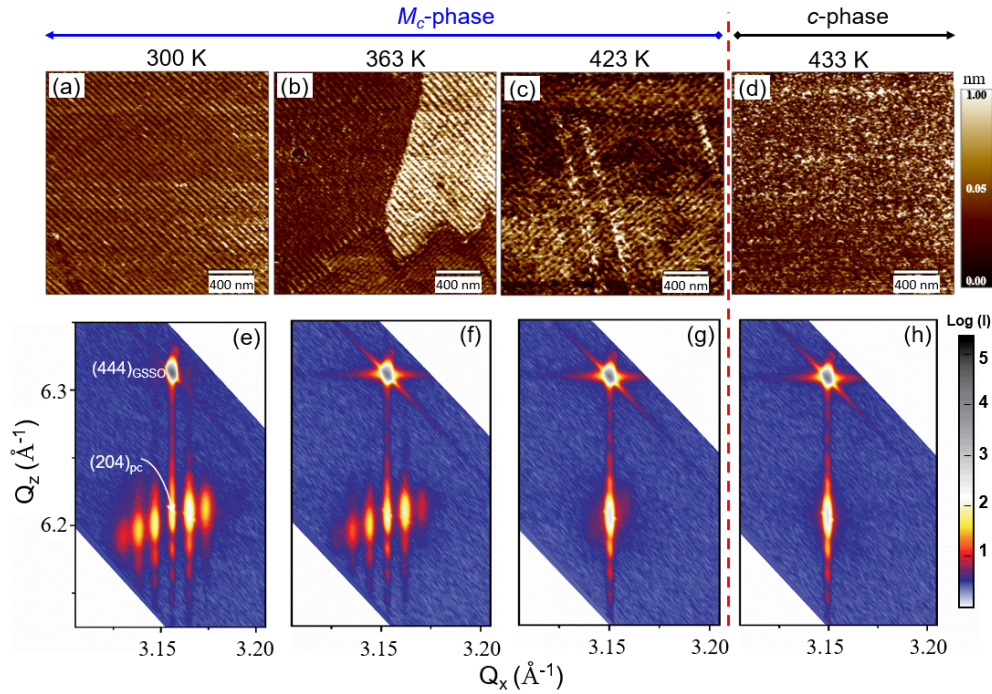 Mc-phase c-phase
300 K 363 K 423 K 433 K
(a) (b) (c) (d)
nm
1.00
0.05
0.00
400 nm 400 nm 400 nm 400 nm
(e) (f) (g) (h)
Log (I)
(444)GSSO
(204)pc
6.3
6.2
Qz (Å-1)
5
4
3
2
1
3.15 3.20 3.15 3.20 3.15 3.20 3.15 3.20
Qx (Å-1)